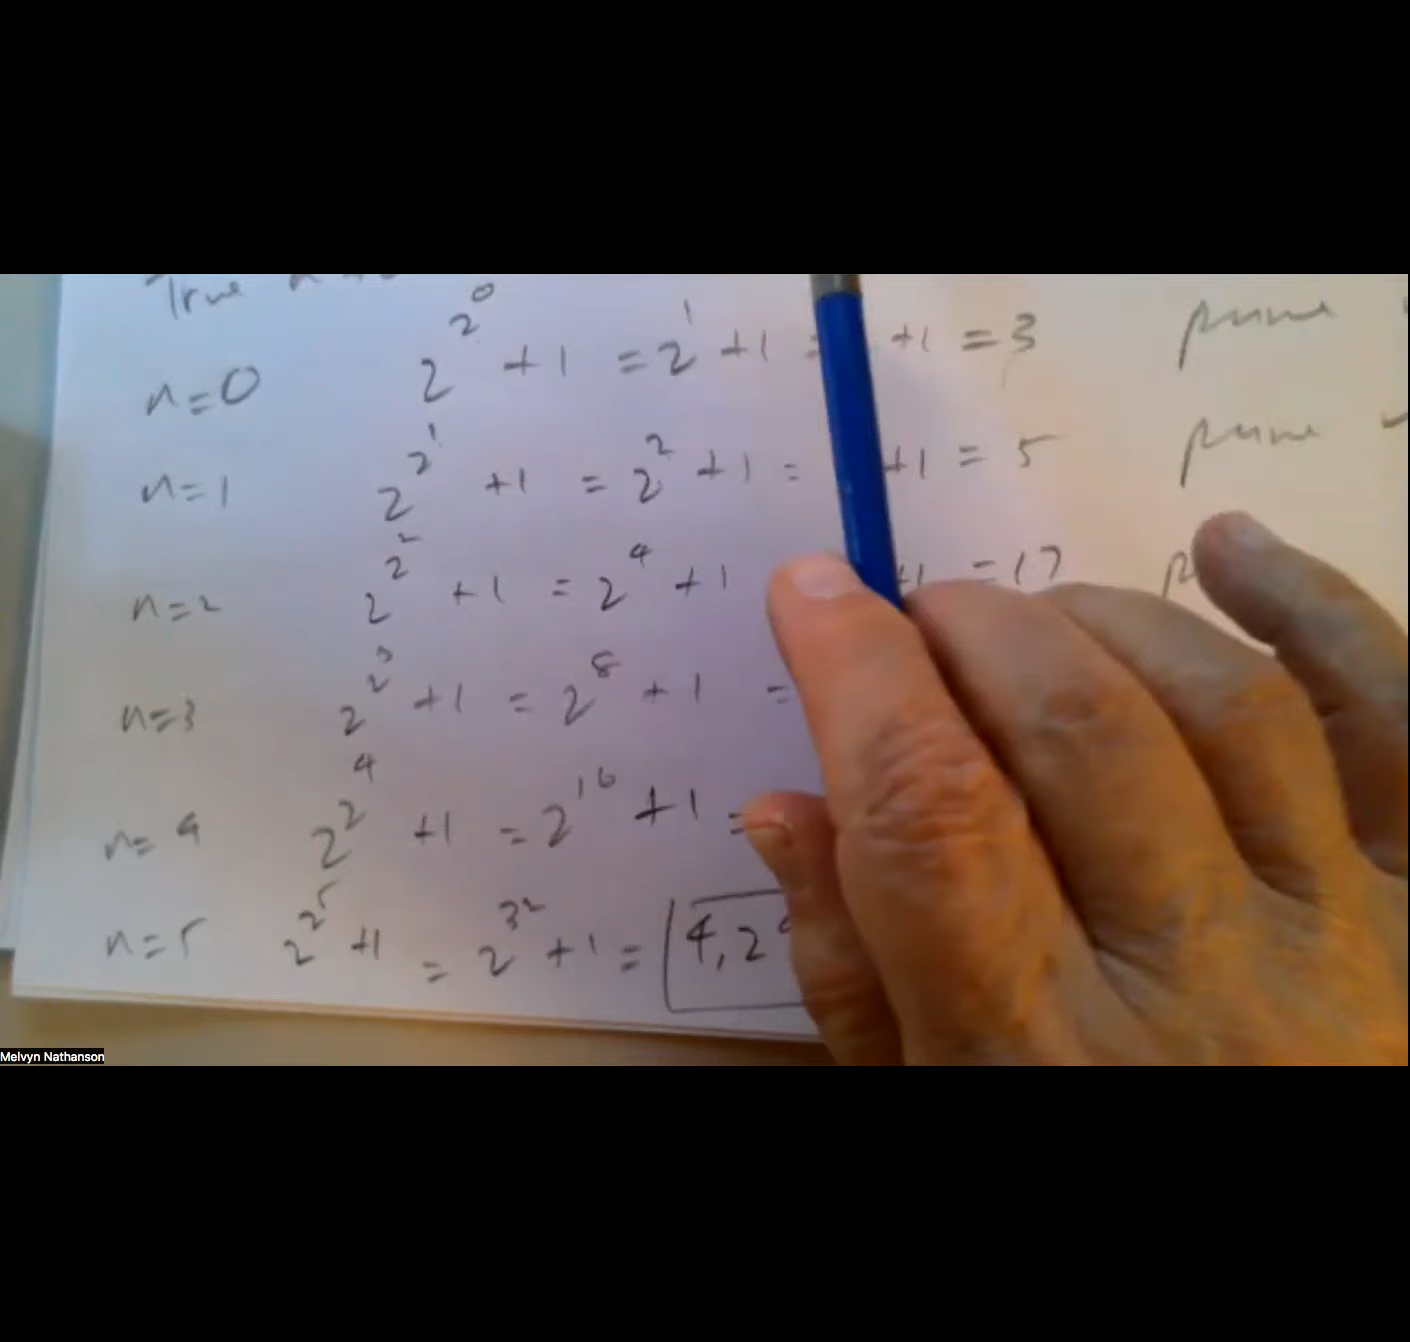 True
n=0 2^2^0 +1 = 2^1 +1 = +1 = 3 prime
n=1 2^2^1 +1 = 2^2 +1 = +1 = 5 prime
n=2 2^2^2 +1 = 2^4 +1 +1 = 17
n=3 2^2^3 +1 = 2^8 +1 =
n=4 2^2^4 +1 = 2^16 +1 =
n=5 2^2^5 +1 = 2^32 +1 = 4,2
Melvyn Nathanson